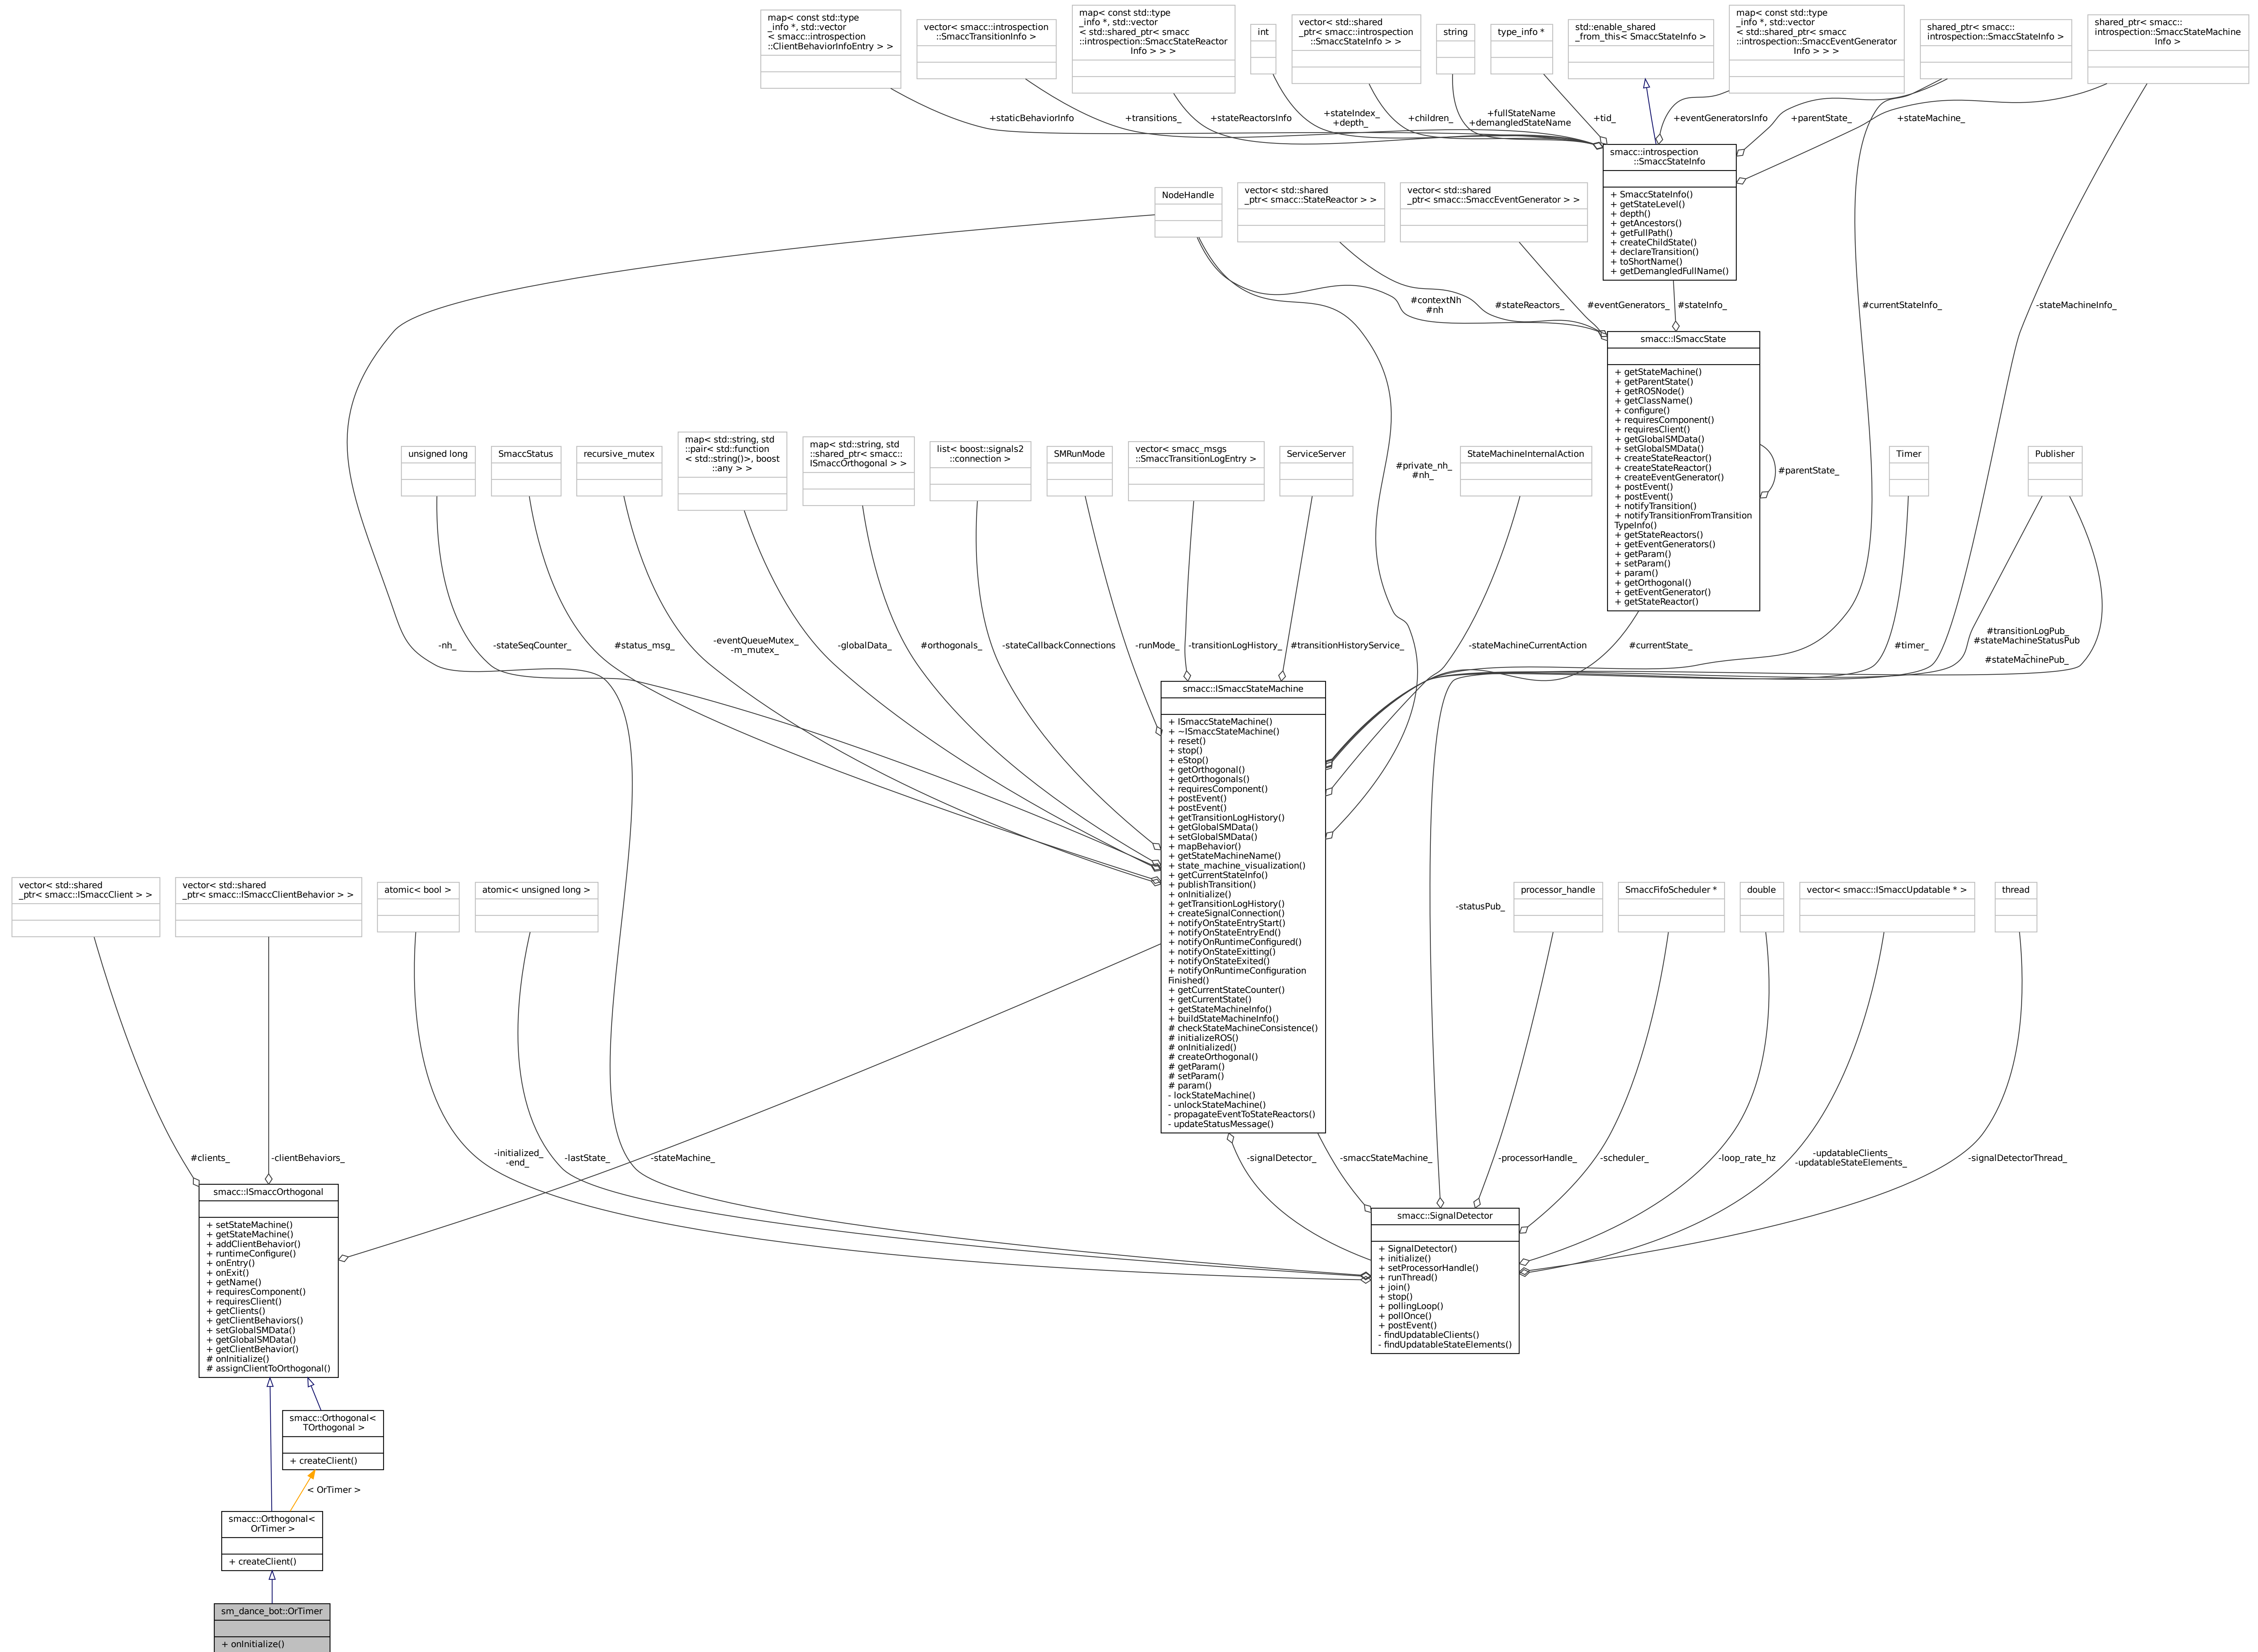 map< const std::type
_info *, std::vector
< smacc::introspection
::ClientBehaviorInfoEntry > >
vector< smacc::introspection
::SmaccTransitionInfo >
map< const std::type
_info *, std::vector
< std::shared_ptr< smacc
::introspection::SmaccStateReactor
Info > > >
int
vector< std::shared
_ptr< smacc::introspection
::SmaccStateInfo > >
string
type_info *
std::enable_shared
_from_this< SmaccStateInfo >
map< const std::type
_info *, std::vector
< std::shared_ptr< smacc
::introspection::SmaccEventGenerator
Info > > >
shared_ptr< smacc::
introspection::SmaccStateInfo >
shared_ptr< smacc::
introspection::SmaccStateMachine
Info >
+staticBehaviorInfo
+transitions_
+stateReactorsInfo
+stateIndex_
+depth_
+children_
+fullStateName
+demangledStateName
+tid_
+eventGeneratorsInfo
+parentState_
+stateMachine_
smacc::introspection
::SmaccStateInfo
+ SmaccStateInfo()
+ getStateLevel()
+ depth()
+ getAncestors()
+ getFullPath()
+ createChildState()
+ declareTransition()
+ toShortName()
+ getDemangledFullName()
NodeHandle
vector< std::shared
_ptr< smacc::StateReactor > >
vector< std::shared
_ptr< smacc::SmaccEventGenerator > >
#contextNh
#nh
#stateReactors_
#eventGenerators_
#stateInfo_
#currentStateInfo_
-stateMachineInfo_
smacc::ISmaccState
+ getStateMachine()
+ getParentState()
+ getROSNode()
+ getClassName()
+ configure()
+ requiresComponent()
+ requiresClient()
+ getGlobalSMData()
+ setGlobalSMData()
+ createStateReactor()
+ createStateReactor()
+ createEventGenerator()
+ postEvent()
+ postEvent()
+ notifyTransition()
+ notifyTransitionFromTransition
TypeInfo()
+ getStateReactors()
+ getEventGenerators()
+ getParam()
+ setParam()
+ param()
+ getOrthogonal()
+ getEventGenerator()
+ getStateReactor()
#parentState_
unsigned long
SmaccStatus
recursive_mutex
map< std::string, std
::pair< std::function
< std::string()>, boost
::any > >
map< std::string, std
::shared_ptr< smacc::
ISmaccOrthogonal > >
list< boost::signals2
::connection >
SMRunMode
vector< smacc_msgs
::SmaccTransitionLogEntry >
ServiceServer
#private_nh_
#nh_
StateMachineInternalAction
Timer
Publisher
-nh_
-stateSeqCounter_
#status_msg_
-eventQueueMutex_
-m_mutex_
-globalData_
#orthogonals_
-stateCallbackConnections
-runMode_
-transitionLogHistory_
#transitionHistoryService_
-stateMachineCurrentAction
#currentState_
#timer_
#transitionLogPub_
#stateMachineStatusPub
_
#stateMachinePub_
smacc::ISmaccStateMachine
+ ISmaccStateMachine()
+ ~ISmaccStateMachine()
+ reset()
+ stop()
+ eStop()
+ getOrthogonal()
+ getOrthogonals()
+ requiresComponent()
+ postEvent()
+ postEvent()
+ getTransitionLogHistory()
+ getGlobalSMData()
+ setGlobalSMData()
+ mapBehavior()
+ getStateMachineName()
+ state_machine_visualization()
+ getCurrentStateInfo()
+ publishTransition()
+ onInitialize()
+ getTransitionLogHistory()
+ createSignalConnection()
+ notifyOnStateEntryStart()
+ notifyOnStateEntryEnd()
+ notifyOnRuntimeConfigured()
+ notifyOnStateExitting()
+ notifyOnStateExited()
+ notifyOnRuntimeConfiguration
Finished()
+ getCurrentStateCounter()
+ getCurrentState()
+ getStateMachineInfo()
+ buildStateMachineInfo()
# checkStateMachineConsistence()
# initializeROS()
# onInitialized()
# createOrthogonal()
# getParam()
# setParam()
# param()
- lockStateMachine()
- unlockStateMachine()
- propagateEventToStateReactors()
- updateStatusMessage()
vector< std::shared
_ptr< smacc::ISmaccClient > >
vector< std::shared
_ptr< smacc::ISmaccClientBehavior > >
atomic< bool >
atomic< unsigned long >
-statusPub_
processor_handle
SmaccFifoScheduler *
double
vector< smacc::ISmaccUpdatable * >
thread
#clients_
-clientBehaviors_
-initialized_
-end_
-lastState_
-stateMachine_
-signalDetector_
-smaccStateMachine_
-processorHandle_
-scheduler_
-loop_rate_hz
-updatableClients_
-updatableStateElements_
-signalDetectorThread_
smacc::ISmaccOrthogonal
+ setStateMachine()
+ getStateMachine()
+ addClientBehavior()
+ runtimeConfigure()
+ onEntry()
+ onExit()
+ getName()
+ requiresComponent()
+ requiresClient()
+ getClients()
+ getClientBehaviors()
+ setGlobalSMData()
+ getGlobalSMData()
+ getClientBehavior()
# onInitialize()
# assignClientToOrthogonal()
smacc::SignalDetector
+ SignalDetector()
+ initialize()
+ setProcessorHandle()
+ runThread()
+ join()
+ stop()
+ pollingLoop()
+ pollOnce()
+ postEvent()
- findUpdatableClients()
- findUpdatableStateElements()
smacc::Orthogonal<
TOrthogonal >
+ createClient()
< OrTimer >
smacc::Orthogonal<
OrTimer >
+ createClient()
sm_dance_bot::OrTimer
+ onInitialize()